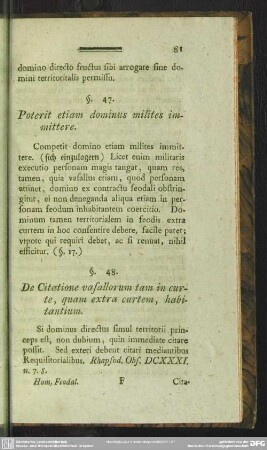 81
domino directo fructus sibi arrogare sine do-
mini territorialis permissu.
§. 47.
Poterit etiam dominus milites im-
mittere.
Competit domino etiam milites immit-
tere. (sich einzulagern) Licet enim militaris
executio personam magis tangat, quam res,
tamen, quia vasallus etiam, quod personam
attinet, domino ex contractu feodali obstrin-
gitur, ei non deneganda aliqua etiam in per-
sonam feodum inhabitantem coercitio. Do-
minum tamen territorialem in feodis extra
curtem in hoc consentire debere, facile patet;
utpote qui requiri debet, ac si renuat, nihil
efficitur. (§. 17.)
§. 48.
De Citatione vasallorum tam in cur-
te, quam extra curtem, habi-
tantium.
Si dominus directus simul territorii prin-
ceps est, non dubium, quin immediate citare
possit. Sed exteri debent citari mediantibus
Requisitorialibus. Rhapsod. Obs. DCXXXI.
n. 7. 8.
Hom. Feodal. F Cita-